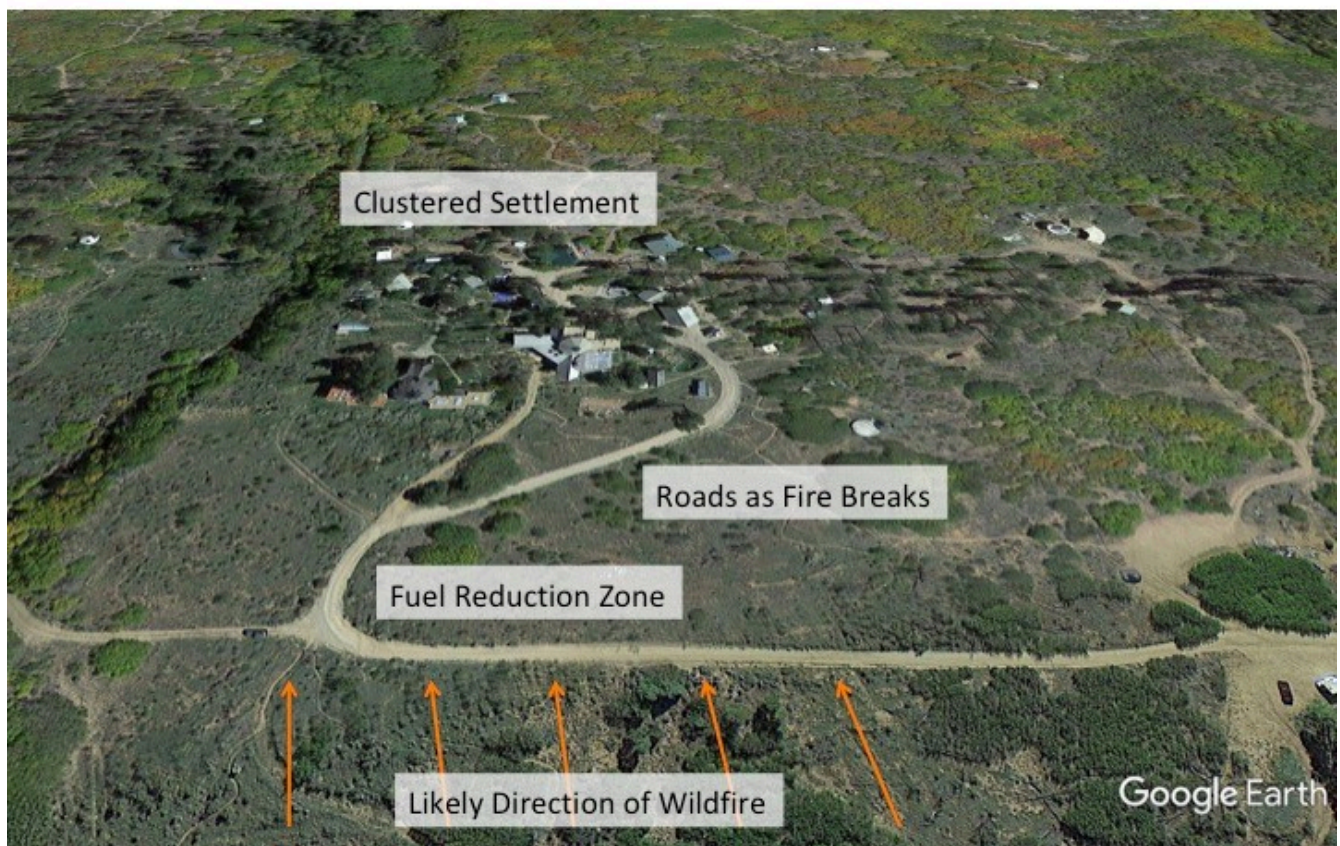 Clustered Settlement
Roads as Fire Breaks
Fuel Reduction Zone
Likely Direction of Wildfire
Google Earth